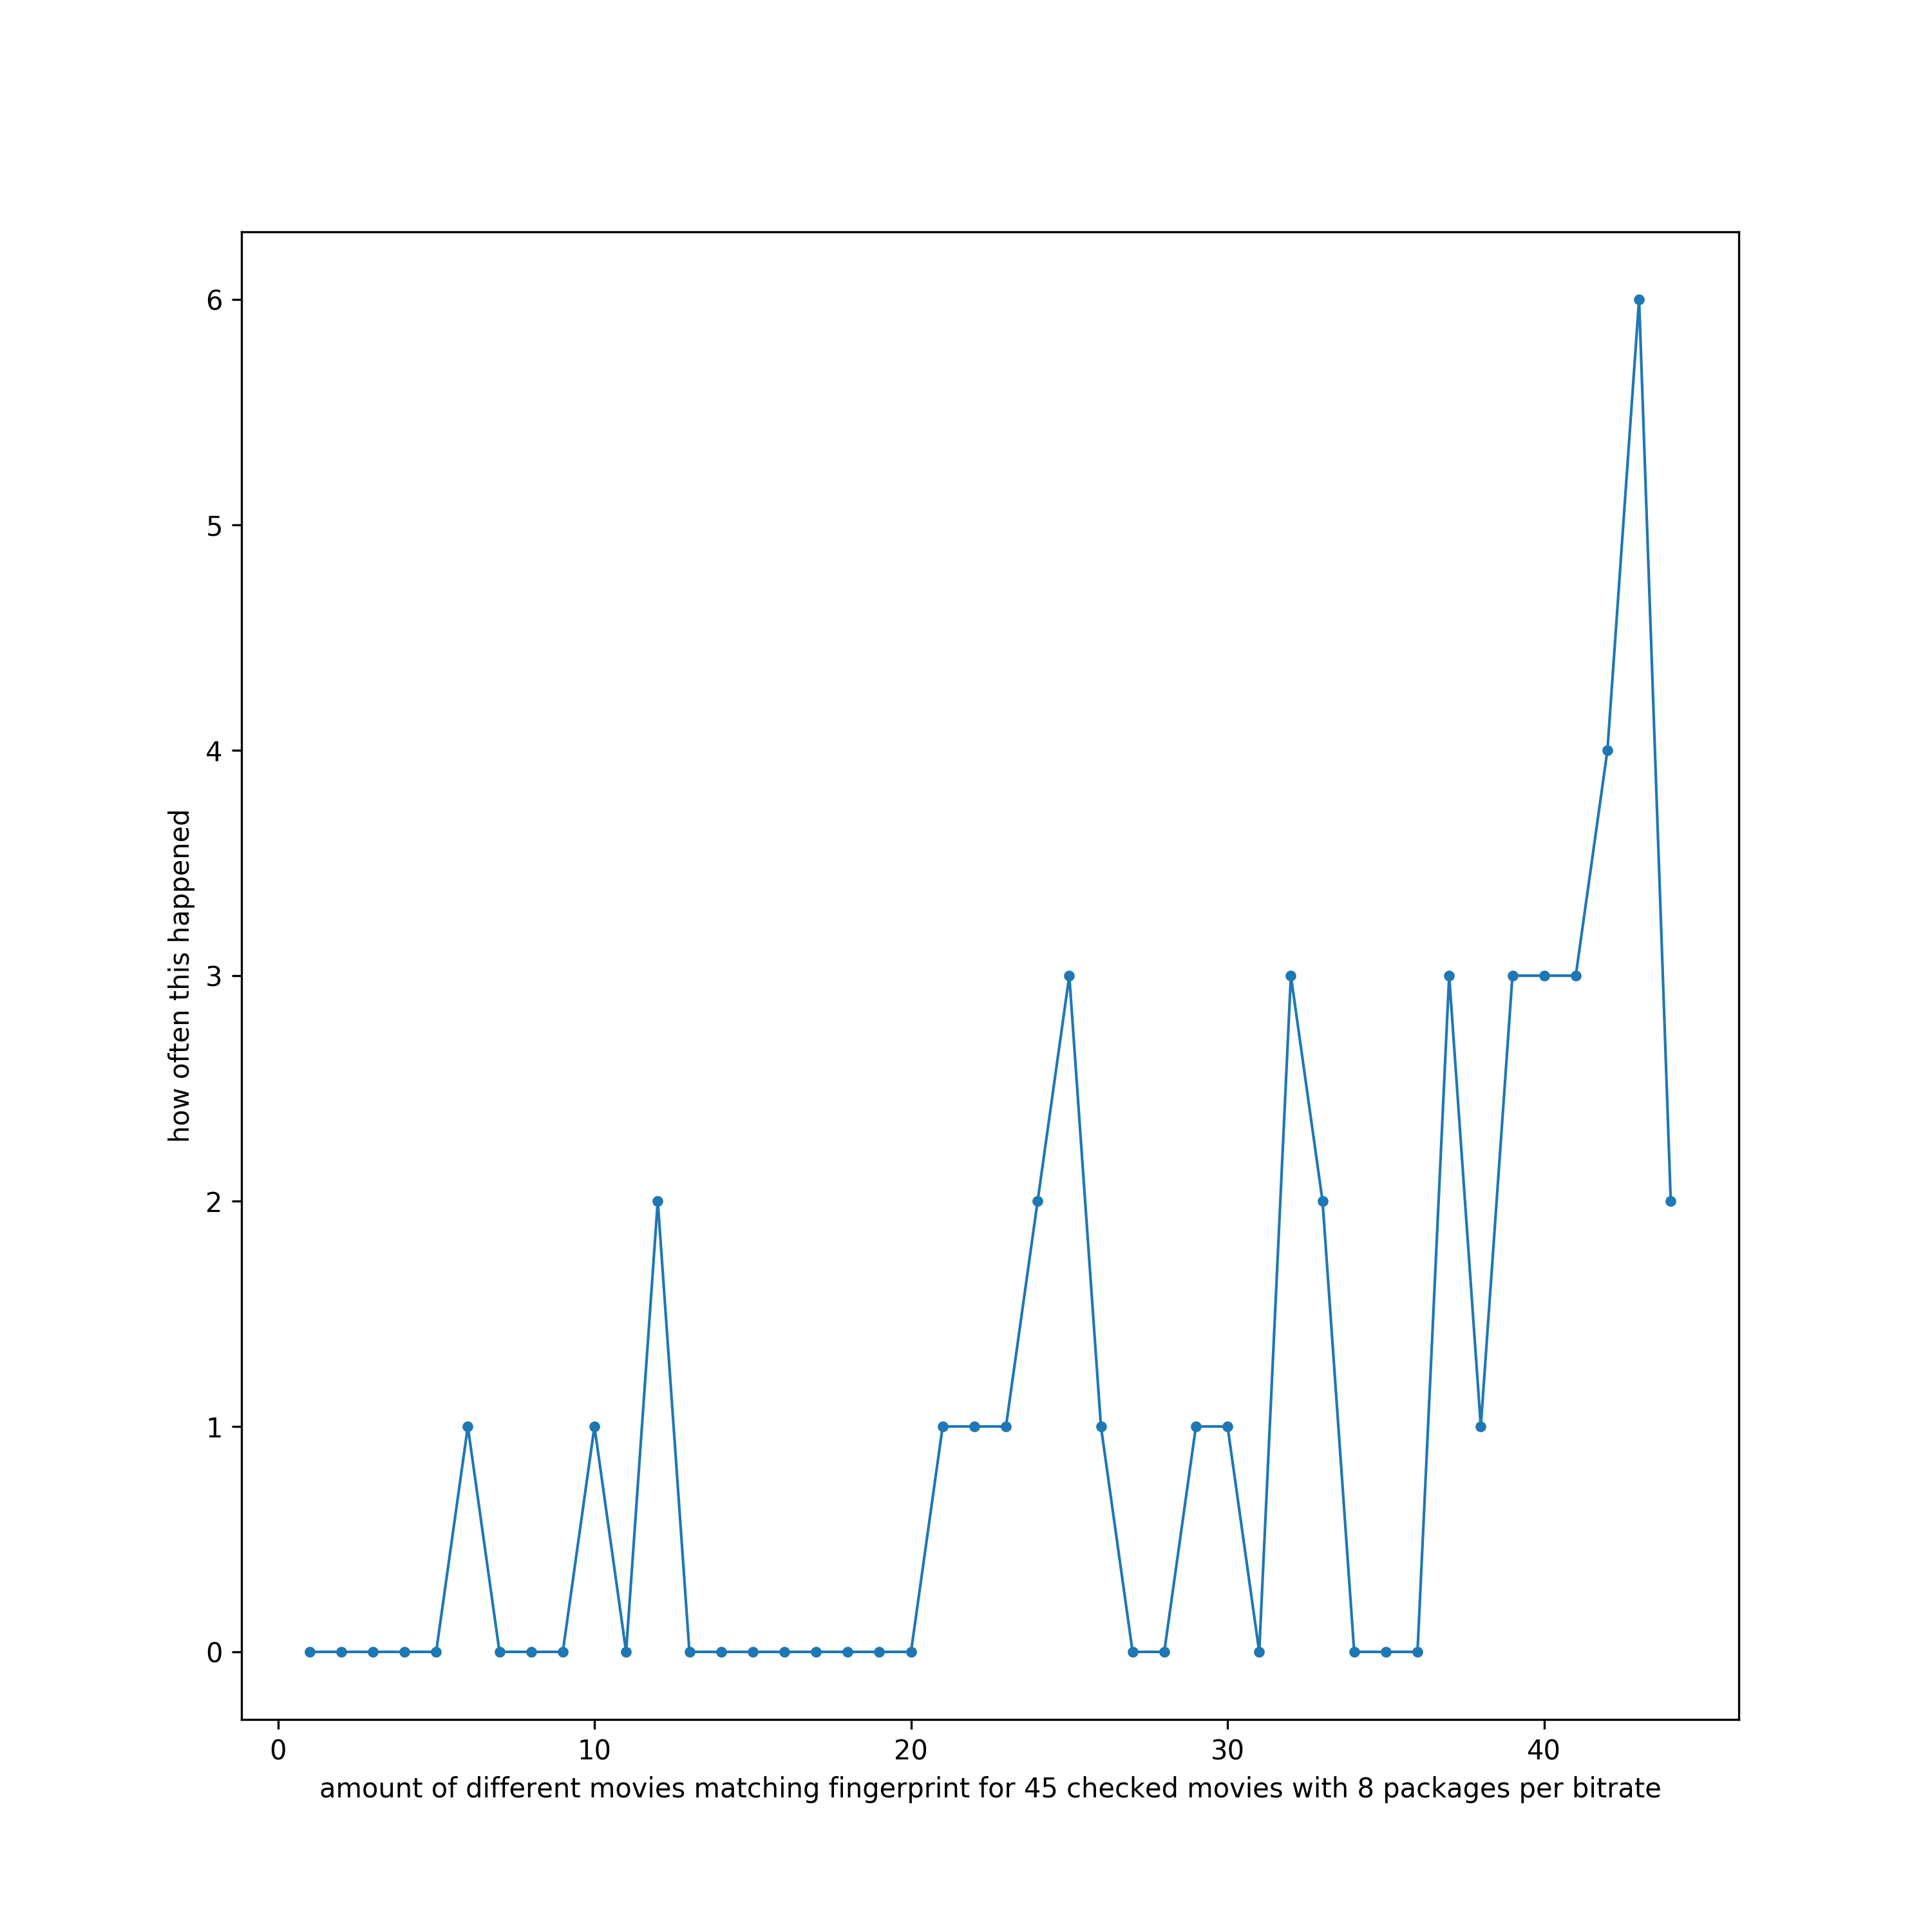 6
5
4
3
2
1
0
how often this happened
0 10 20 30 40
amount of different movies matching fingerprint for 45 checked movies with 8 packages per bitrate